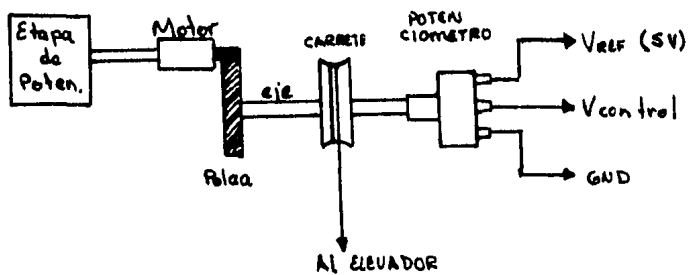 Etapa
de
Poten.
Motor
Polea
eje
CARRETE
POTEN
CIOMETRO
VREF (5V)
Vcontrol
GND
Al ELEVADOR